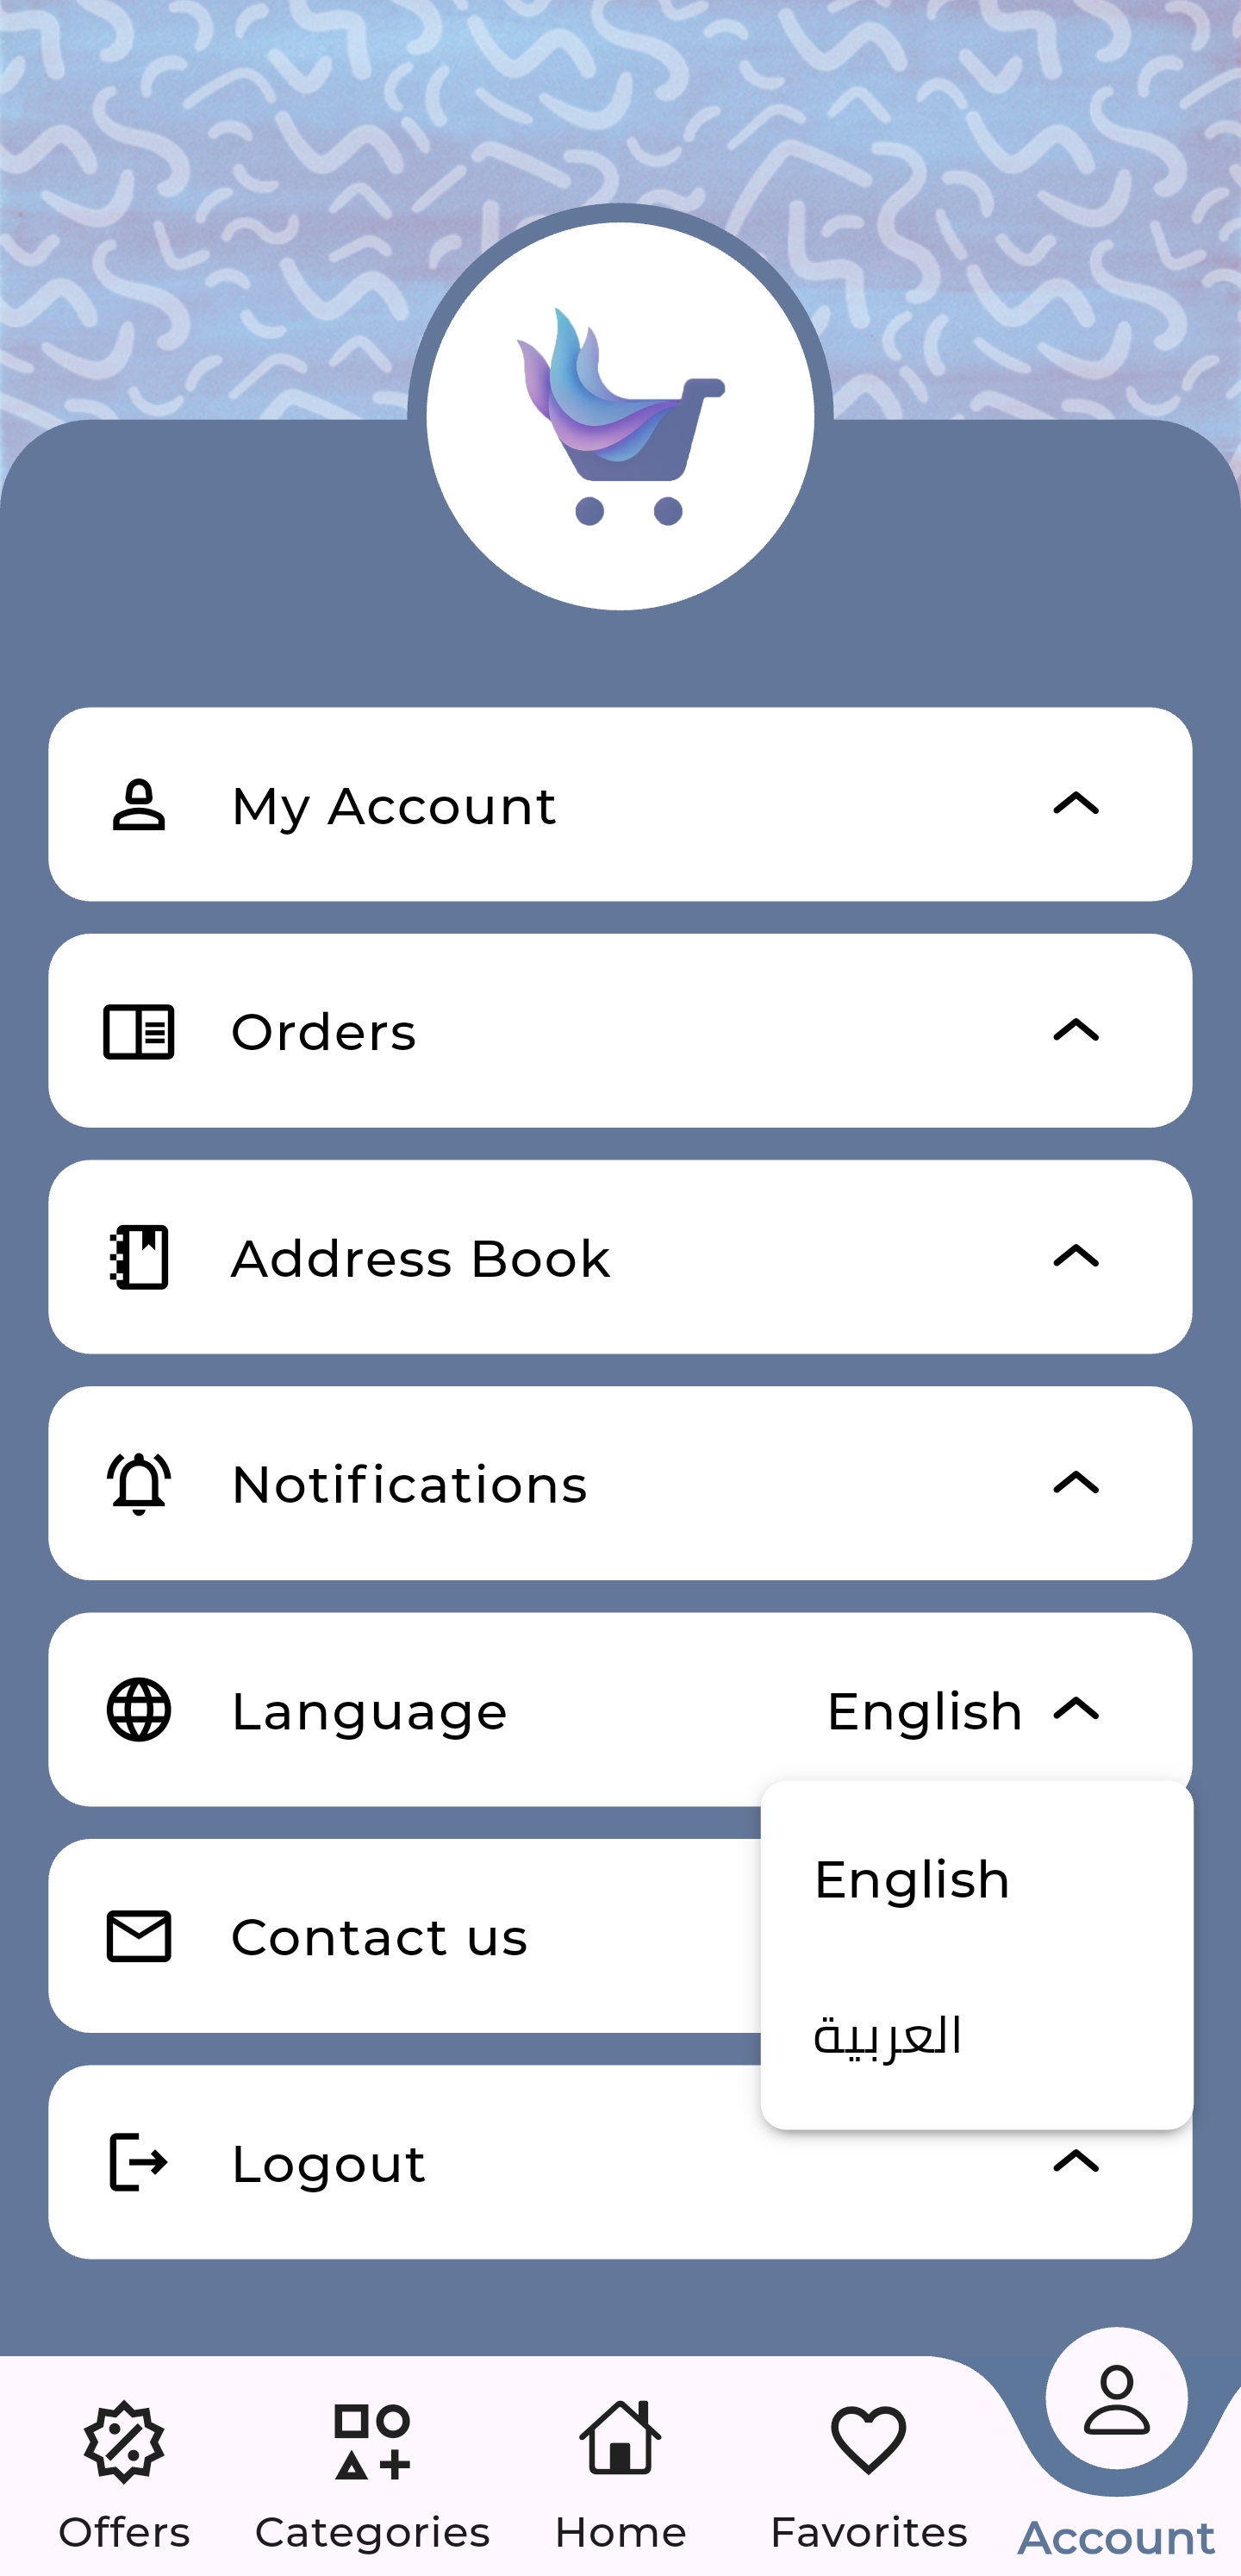 My Account
Orders
Address Book
Notifications
Language English
English
Contact us
العربية
Logout
Offers Categories Home Favorites Account